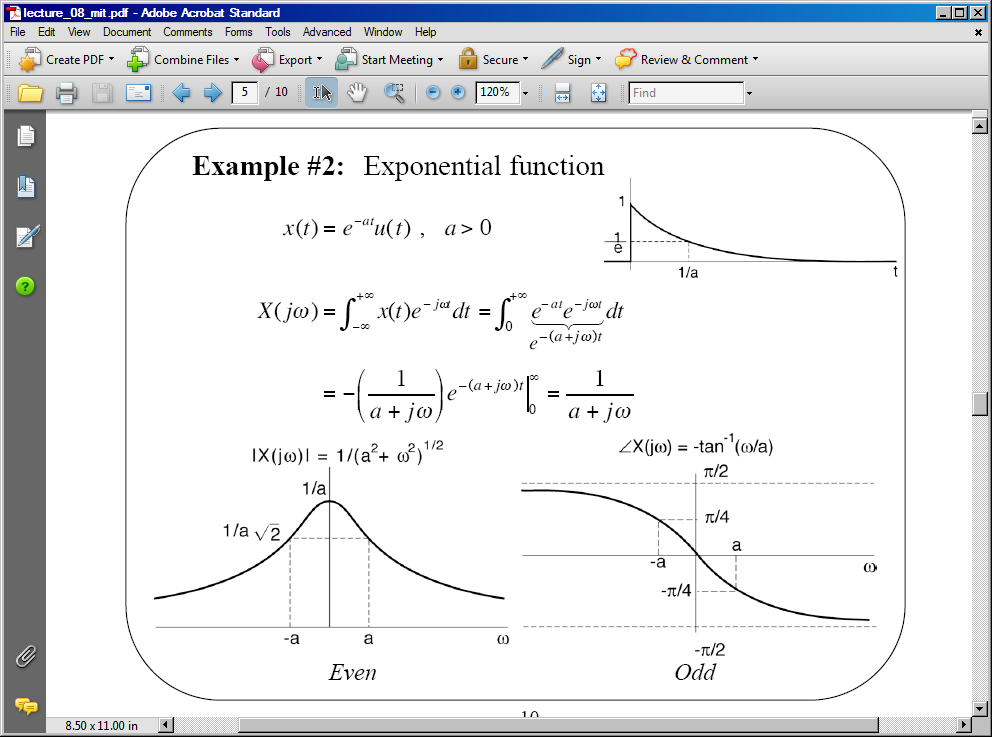 lecture_08_mit.pdf - Adobe Acrobat Standard
File Edit View Document Comments Forms Tools Advanced Window Help
Create PDF Combine Files Export Start Meeting Secure Sign Review & Comment
5 / 10 120% Find
Example #2: Exponential function
x(t) = e^{-at}u(t) , a > 0
1
1/e
1/a t
X(jω) = ∫_{-∞}^{+∞} x(t)e^{-jωt}dt = ∫_0^{+∞} e^{-at}e^{-jωt}dt
e^{-(a+jω)t}
= -(1/(a + jω)) e^{-(a+jω)t}|_0^∞ = 1/(a + jω)
|X(jω)| = 1/(a²+ ω²)^{1/2}
1/a
1/a √2
-a a ω
Even
∠X(jω) = -tan^{-1}(ω/a)
π/2
π/4
a
-a ω
-π/4
-π/2
Odd
10
8.50 x 11.00 in